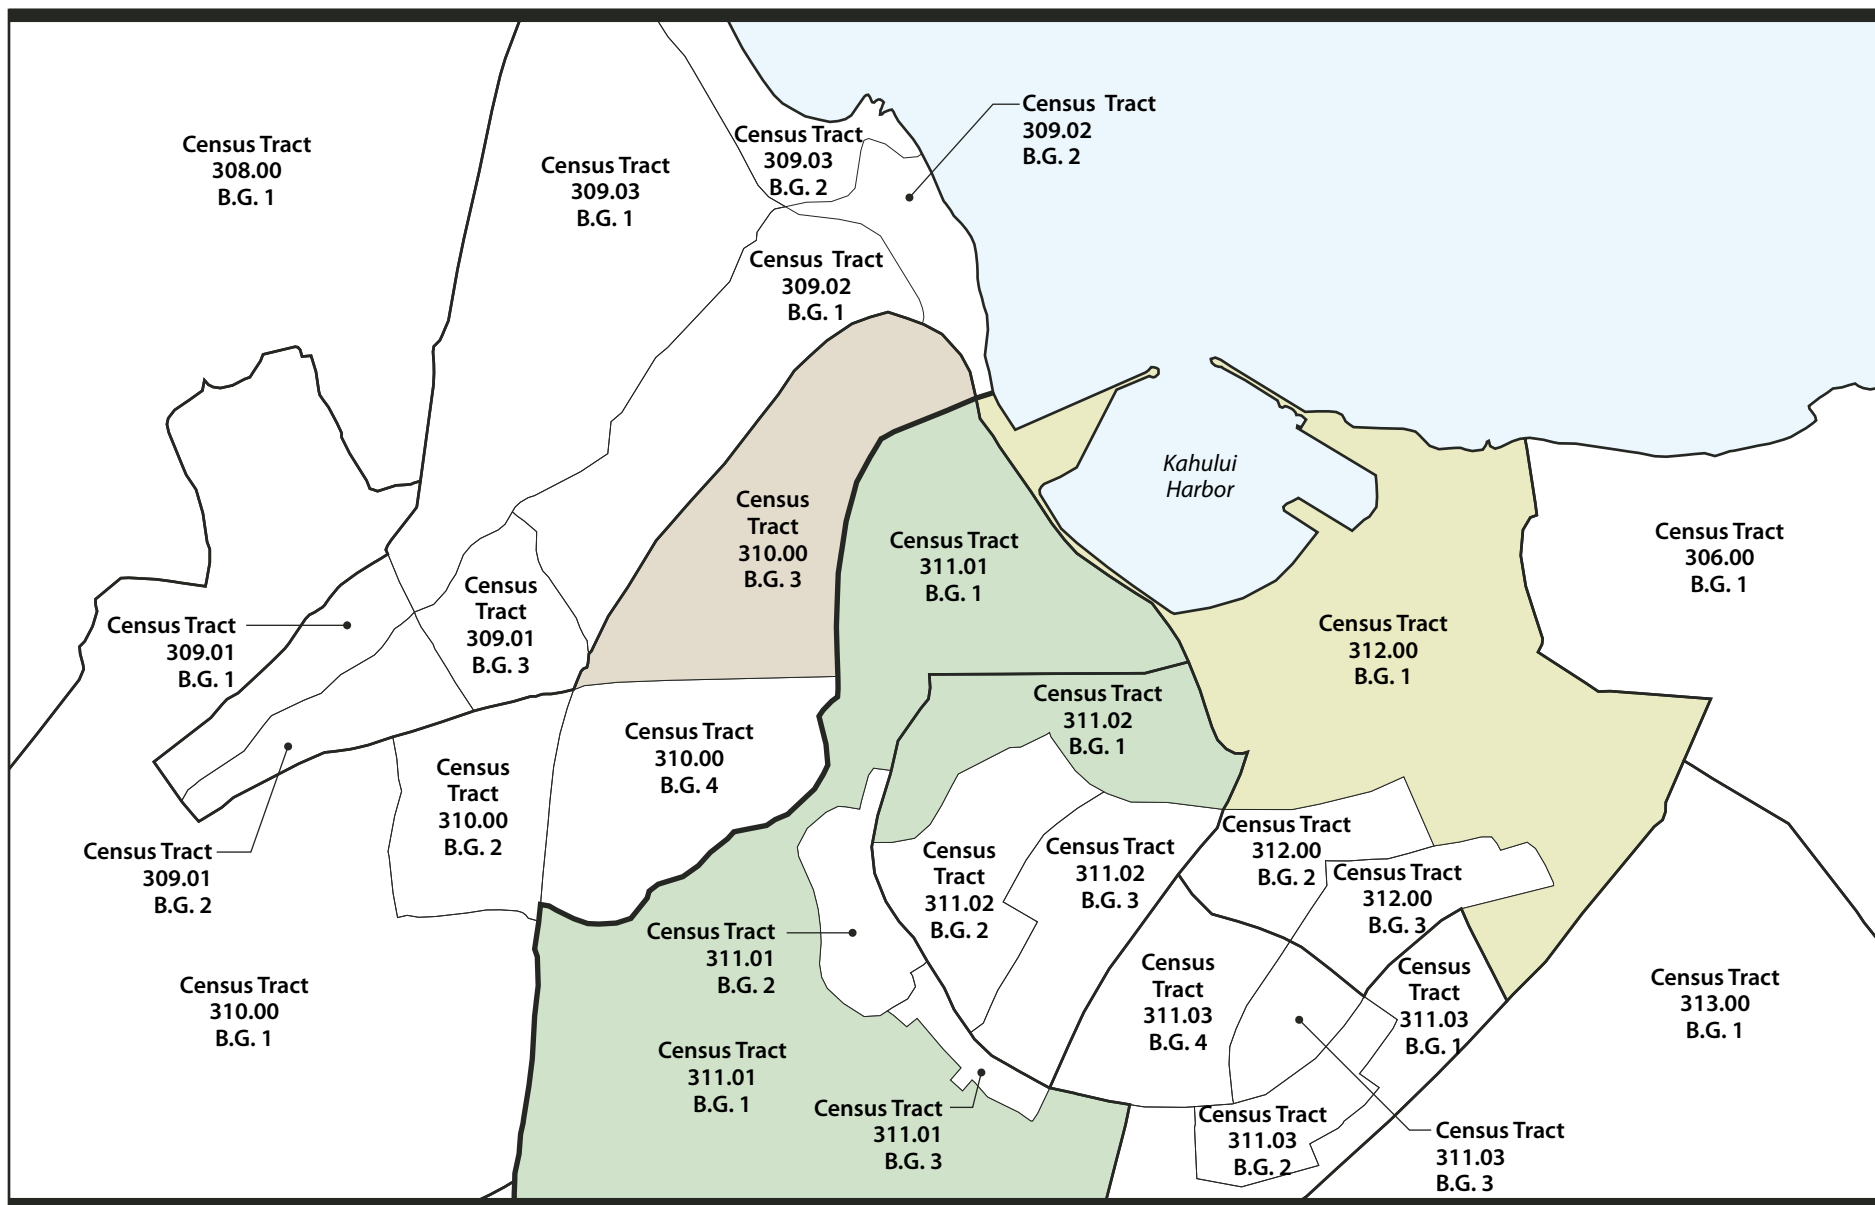 Census Tract
308.00
B.G. 1
Census Tract
309.03
B.G. 1
Census Tract
309.03
B.G. 2
Census Tract
309.02
B.G. 2
Census Tract
309.02
B.G. 1
Kahului
Harbor
Census
Tract
310.00
B.G. 3
Census Tract
311.01
B.G. 1
Census Tract
306.00
B.G. 1
Census Tract
309.01
B.G. 1
Census
Tract
309.01
B.G. 3
Census Tract
312.00
B.G. 1
Census Tract
311.02
B.G. 1
Census Tract
310.00
B.G. 4
Census
Tract
310.00
B.G. 2
Census Tract
309.01
B.G. 2
Census
Tract
311.02
B.G. 2
Census Tract
311.02
B.G. 3
Census Tract
312.00
B.G. 2
Census Tract
312.00
B.G. 3
Census Tract
311.01
B.G. 2
Census Tract
310.00
B.G. 1
Census
Tract
311.03
B.G. 4
Census
Tract
311.03
B.G. 1
Census Tract
313.00
B.G. 1
Census Tract
311.01
B.G. 1
Census Tract
311.01
B.G. 3
Census Tract
311.03
B.G. 2
Census Tract
311.03
B.G. 3